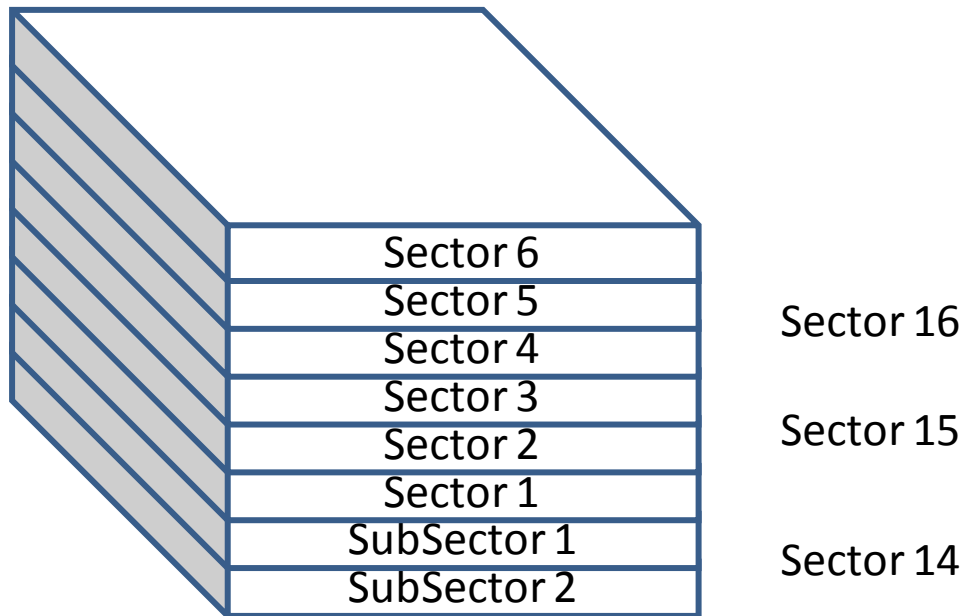 Sector 6
Sector 5
Sector 4
Sector 3
Sector 2
Sector 1
SubSector 1
SubSector 2
Sector 16
Sector 15
Sector 14